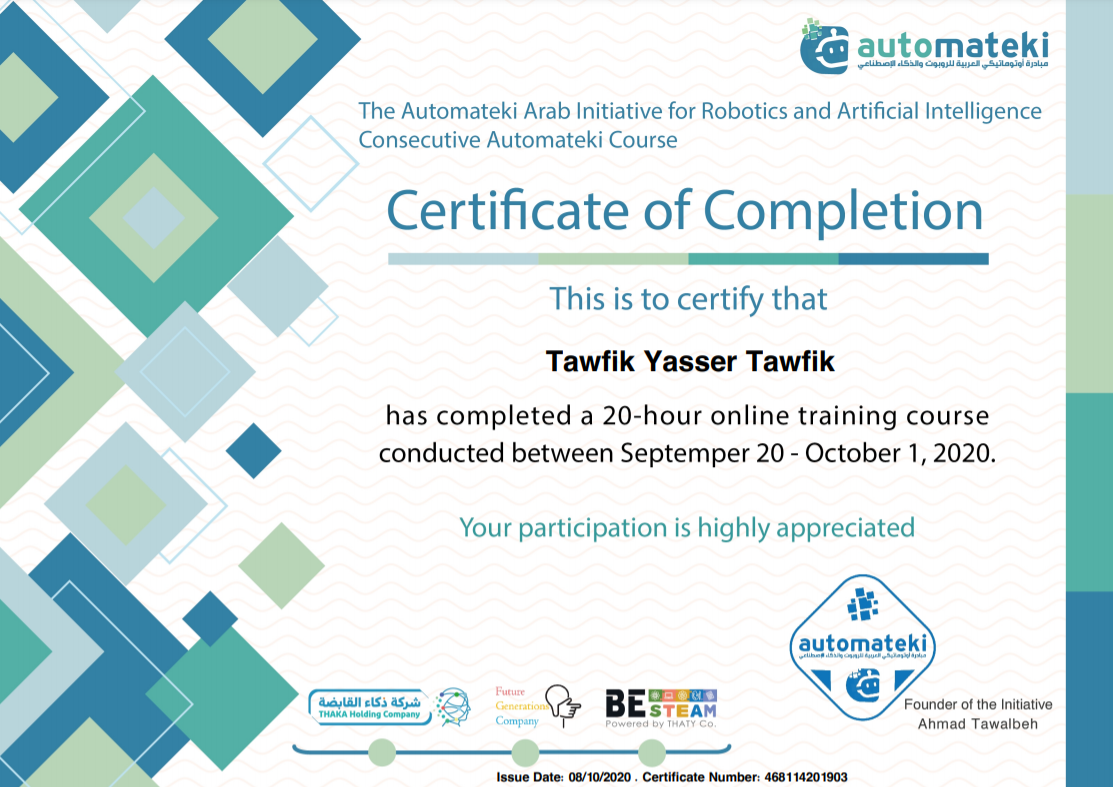 automateki
مبادرة أوتوماتيكي العربية للروبوت والذكاء الإصطناعي
The Automateki Arab Initiative for Robotics and Artificial Intelligence
Consecutive Automateki Course
Certificate of Completion
This is to certify that
Tawfik Yasser Tawfik
has completed a 20-hour online training course
conducted between Septemper 20 - October 1, 2020.
Your participation is highly appreciated
automateki
مبادرة أوتوماتيكي العربية للروبوت والذكاء الإصطناعي
شركة ذكاء القابضة
THAKA Holding Company
Future
Generations
Company
BE STEAM
Powered by THATY Co.
Founder of the Initiative
Ahmad Tawalbeh
Issue Date: 08/10/2020 . Certificate Number: 468114201903